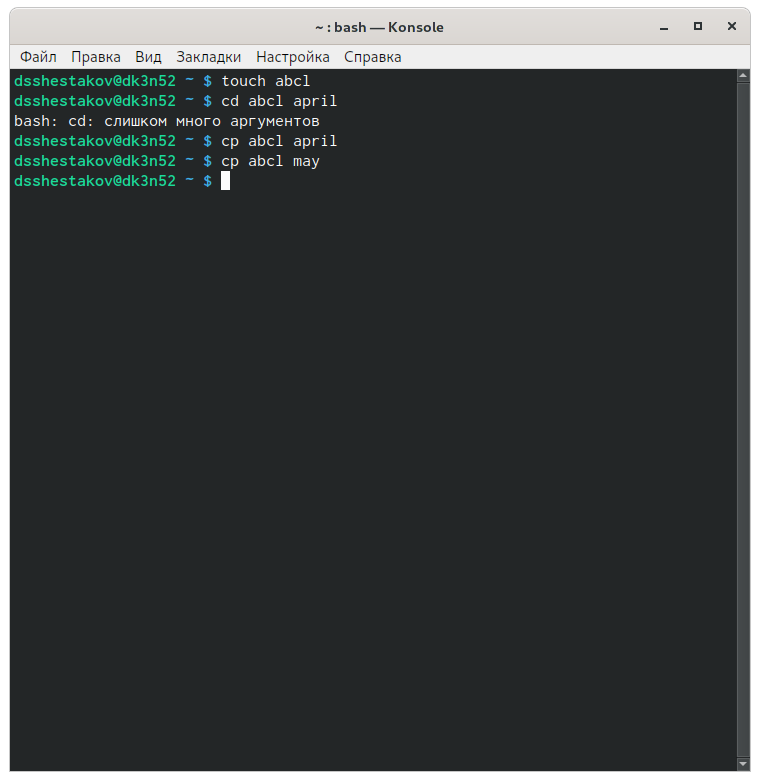 ~ : bash — Konsole
Файл Правка Вид Закладки Настройка Справка
dsshestakov@dk3n52 ~ $ touch abcl
dsshestakov@dk3n52 ~ $ cd abcl april
bash: cd: слишком много аргументов
dsshestakov@dk3n52 ~ $ cp abcl april
dsshestakov@dk3n52 ~ $ cp abcl may
dsshestakov@dk3n52 ~ $